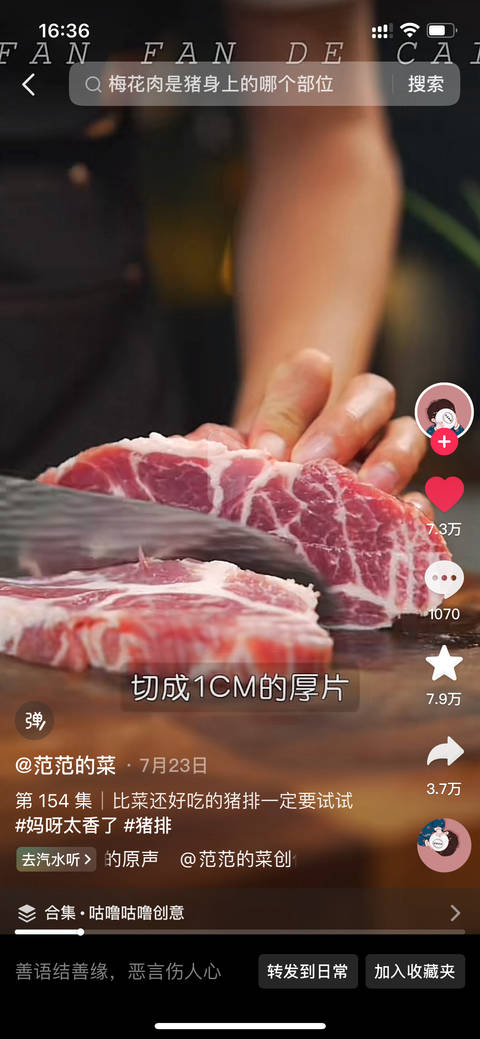 16:36
FAN FAN DE CAI
梅花肉是猪身上的哪个部位
搜索
7.3万
1070
7.9万
3.7万
切成1CM的厚片
弹
@范范的菜 · 7月23日
第 154 集｜比菜还好吃的猪排一定要试试
#妈呀太香了 #猪排
去汽水听 的原声 @范范的菜创
合集 · 咕噜咕噜创意
善语结善缘，恶言伤人心
转发到日常
加入收藏夹